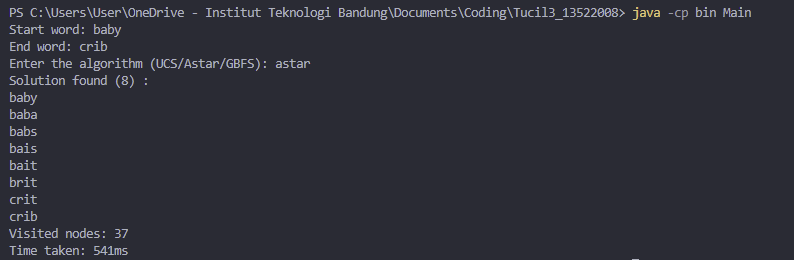 PS C:\Users\User\OneDrive - Institut Teknologi Bandung\Documents\Coding\Tucil3_13522008> java -cp bin Main
Start word: baby
End word: crib
Enter the algorithm (UCS/Astar/GBFS): astar
Solution found (8) :
baby
baba
babs
bais
bait
brit
crit
crib
Visited nodes: 37
Time taken: 541ms